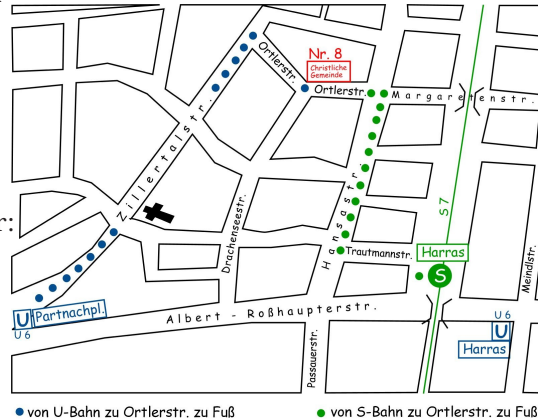 Nr. 8
Christliche
Gemeinde
Ortlerstr.
Ortlerstr.
Margaretenstr.
Zillertalstr.
S 7
r:
Drachenseestr.
Hansastr.
Trautmannstr.
Harras
S
Meindlstr.
U Partnachpl.
U 6
Albert - Roßhaupterstr.
U 6
U
Harras
Passauerstr.
von U-Bahn zu Ortlerstr. zu Fuß
von S-Bahn zu Ortlerstr. zu Fuß